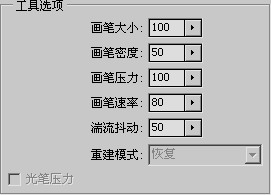 工具选项
画笔大小: 100
画笔密度: 50
画笔压力: 100
画笔速率: 80
湍流抖动: 50
重建模式: 恢复
光笔压力